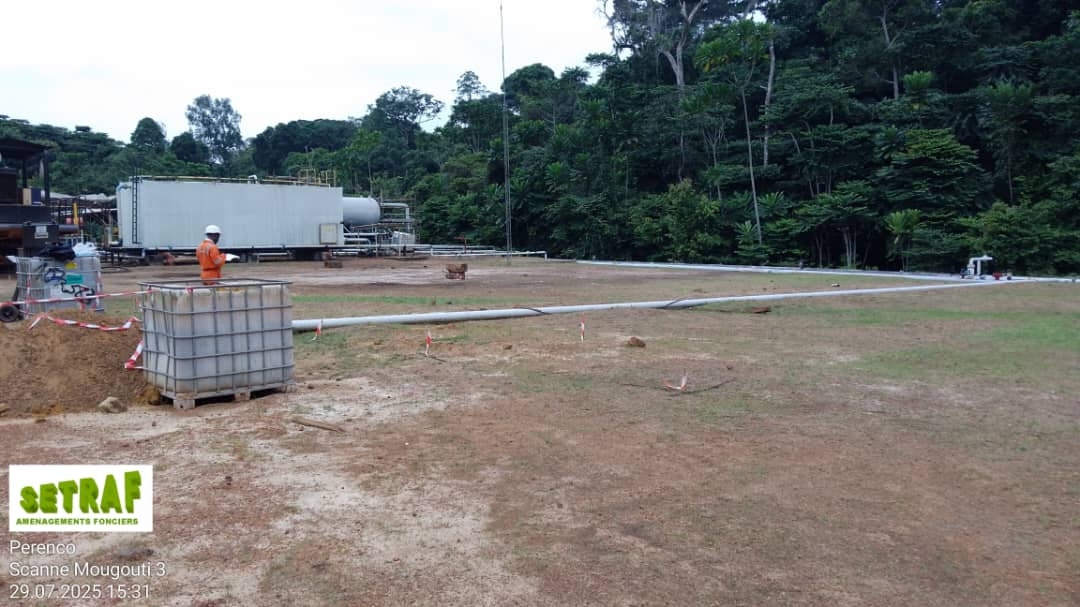 SETRAF
AMENAGEMENTS FONCIERS
Perenco
Scanne Mougouti 3
29.07.2025 15:31